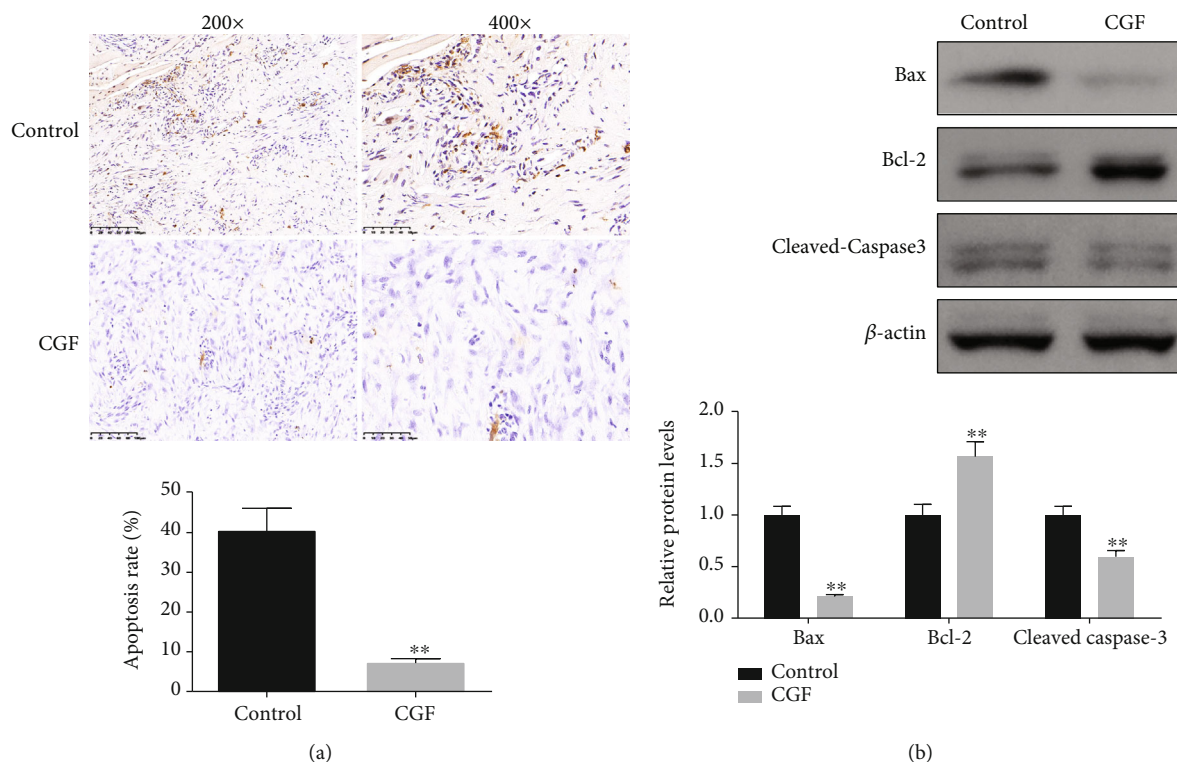 200×
400×
Control
CGF
50
40
30
20
10
0
Apoptosis rate (%)
**
Control
CGF
(a)
Control
CGF
Bax
Bcl-2
Cleaved-Caspase3
β-actin
2.0
1.5
1.0
0.5
0.0
Relative protein levels
**
**
**
Bax
Bcl-2
Cleaved caspase-3
Control
CGF
(b)